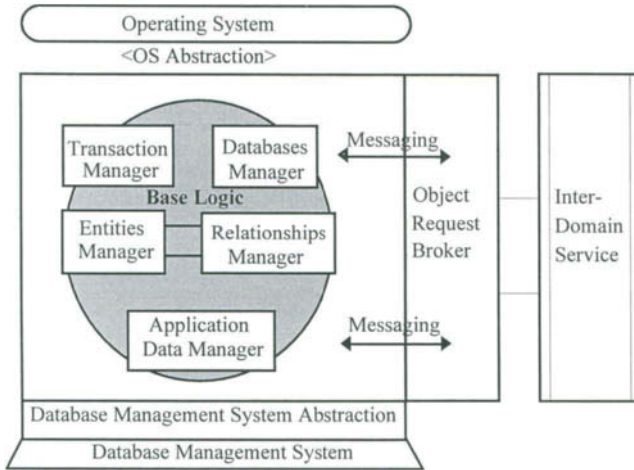 Operating System
<OS Abstraction>
Transaction
Manager
Databases
Manager
Messaging
Base Logic
Entities
Manager
Relationships
Manager
Object
Request
Broker
Inter-
Domain
Service
Application
Data Manager
Messaging
Database Management System Abstraction
Database Management System